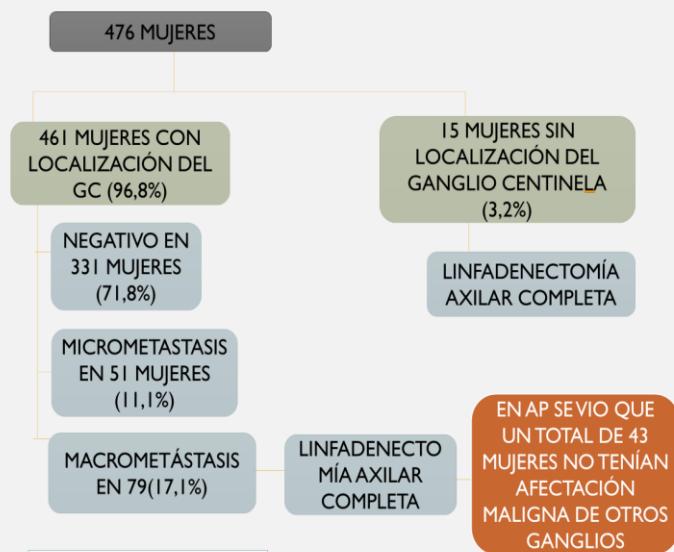 476 MUJERES
461 MUJERES CON
LOCALIZACIÓN DEL
GC (96,8%)
15 MUJERES SIN
LOCALIZACIÓN DEL
GANGLIO CENTINELA
(3,2%)
NEGATIVO EN
331 MUJERES
(71,8%)
LINFADENECTOMÍA
AXILAR COMPLETA
MICROMETASTASIS
EN 51 MUJERES
(11,1%)
MACROMETÁSTASIS
EN 79(17,1%)
LINFADENECTO
MÍA AXILAR
COMPLETA
EN AP SE VIO QUE
UN TOTAL DE 43
MUJERES NO TENÍAN
AFECTACIÓN
MALIGNA DE OTROS
GANGLIOS